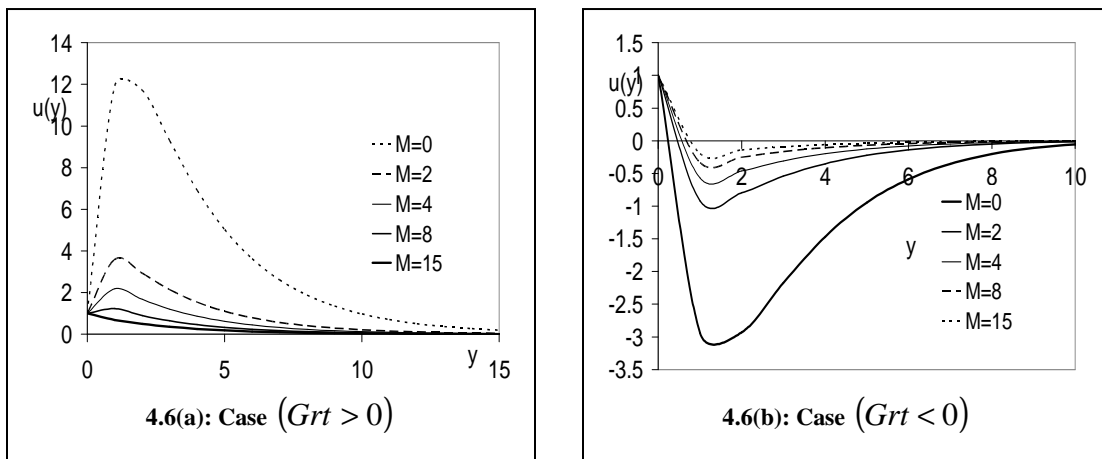 14
12
u(y)
10
8
6
4
2
0
0
5
10
15
y
M=0
M=2
M=4
M=8
M=15
4.6(a): Case (Grt > 0)
1.5
u(y)
1
0.5
0
-0.5
-1
-1.5
-2
-2.5
-3
-3.5
0
2
4
6
8
10
y
M=0
M=2
M=4
M=8
M=15
4.6(b): Case (Grt < 0)